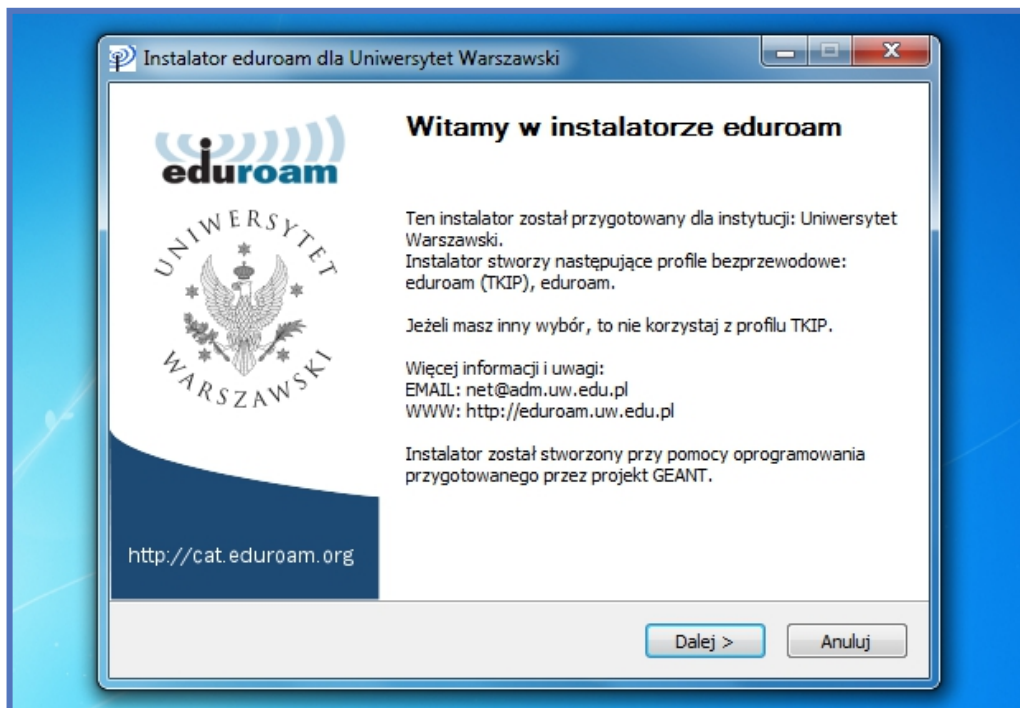 Instalator eduroam dla Uniwersytet Warszawski
eduroam
UNIWERSYTET
WARSZAWSKI
Witamy w instalatorze eduroam
Ten instalator został przygotowany dla instytucji: Uniwersytet
Warszawski.
Instalator stworzy następujące profile bezprzewodowe:
eduroam (TKIP), eduroam.
Jeżeli masz inny wybór, to nie korzystaj z profilu TKIP.
Więcej informacji i uwagi:
EMAIL: net@adm.uw.edu.pl
WWW: http://eduroam.uw.edu.pl
Instalator został stworzony przy pomocy oprogramowania
przygotowanego przez projekt GEANT.
http://cat.eduroam.org
Dalej >
Anuluj